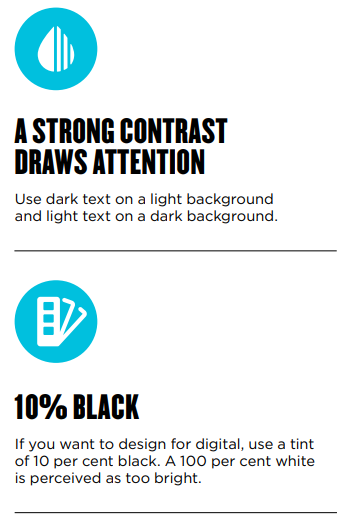 A STRONG CONTRAST
DRAWS ATTENTION
Use dark text on a light background
and light text on a dark background.
10% BLACK
If you want to design for digital, use a tint
of 10 per cent black. A 100 per cent white
is perceived as too bright.